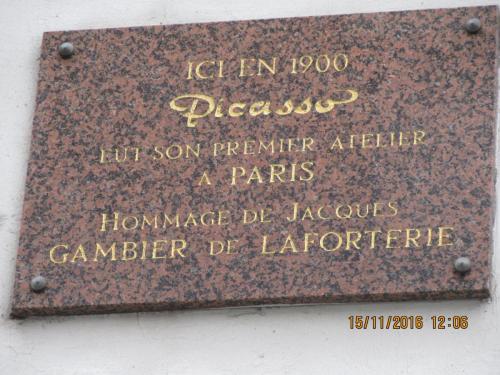 ICI EN 1900
Picasso
EUT SON PREMIER ATELIER
A PARIS
HOMMAGE DE JACQUES
GAMBIER DE LAFORTERIE
15/11/2016 12:06